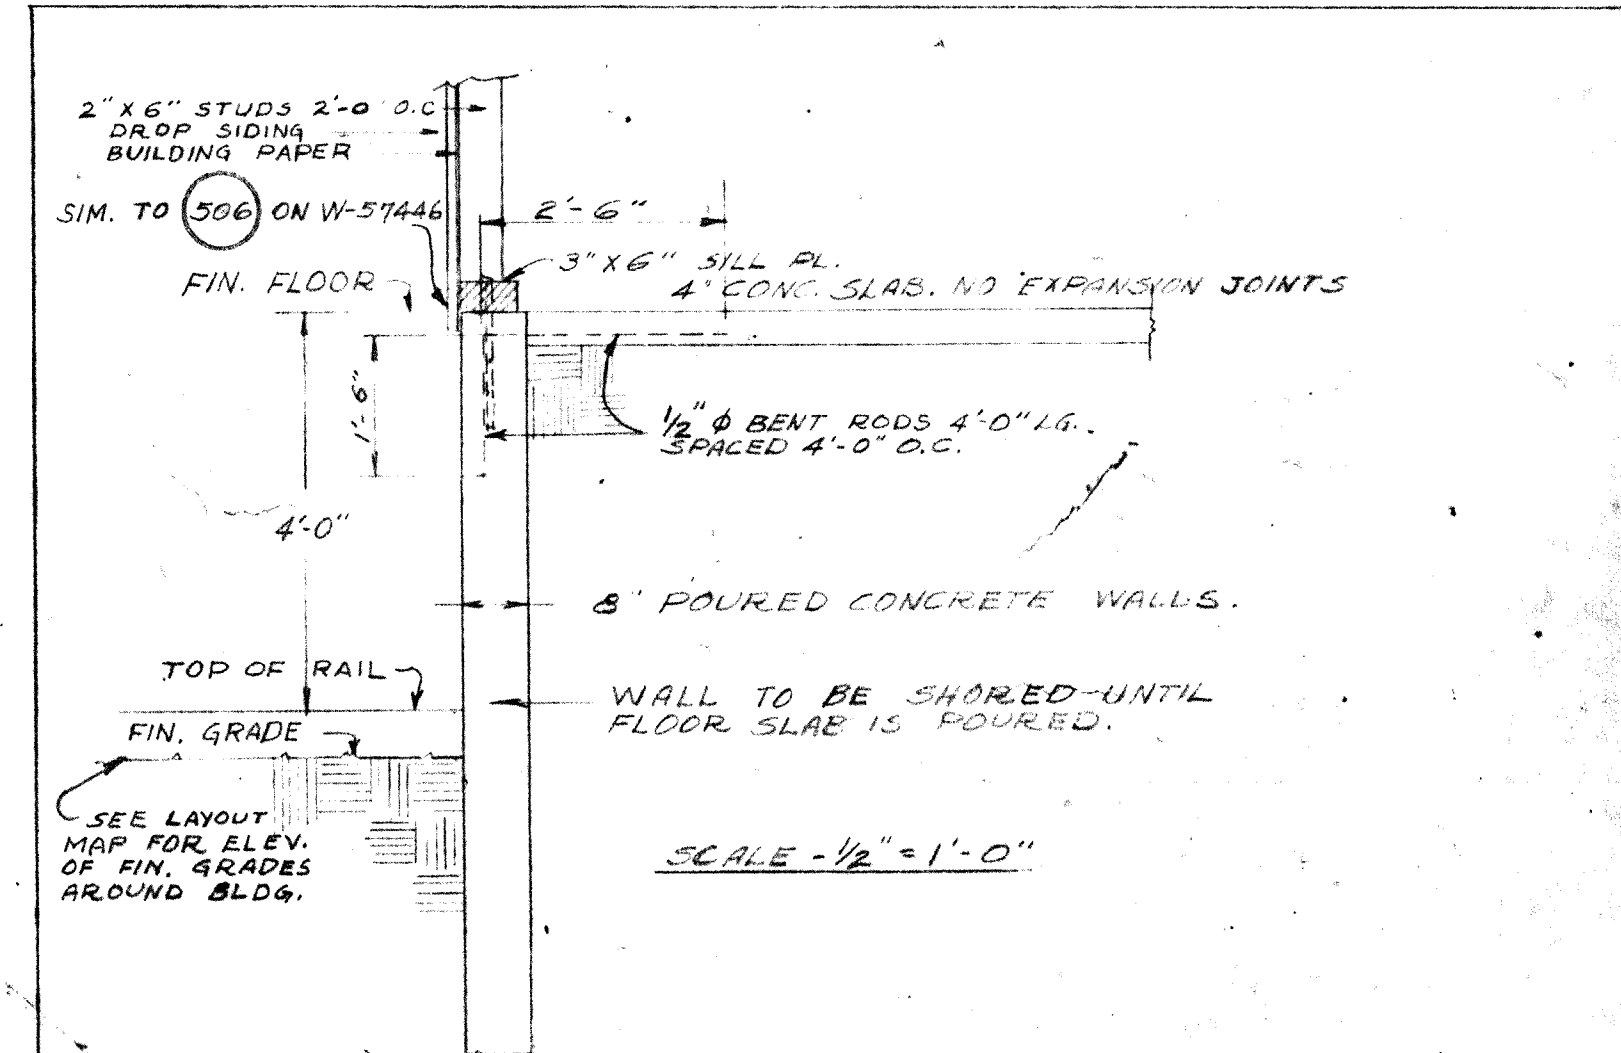 2" X 6" STUDS 2'-0 O.C
DROP SIDING
BUILDING PAPER
SIM. TO 506 ON W-57446
2'-6"
FIN. FLOOR
3" X 6" SILL PL.
4" CONC. SLAB. NO EXPANSION JOINTS
1'-6"
1/2" φ BENT RODS 4'-0" LG.
SPACED 4'-0" O.C.
4'-0"
8" POURED CONCRETE WALLS.
TOP OF RAIL
WALL TO BE SHORED-UNTIL
FLOOR SLAB IS POURED.
FIN. GRADE
SEE LAYOUT
MAP FOR ELEV.
OF FIN. GRADES
AROUND BLDG.
SCALE - 1/2" = 1'-0"